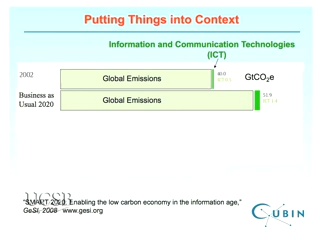 Putting Things into Context
Information and Communication Technologies
(ICT)
2002
Global Emissions
GtCO2e
Business as
Usual 2020
Global Emissions
"SMART 2020: Enabling the low carbon economy in the information age,"
GeSI, 2008 www.gesi.org
CUBIN